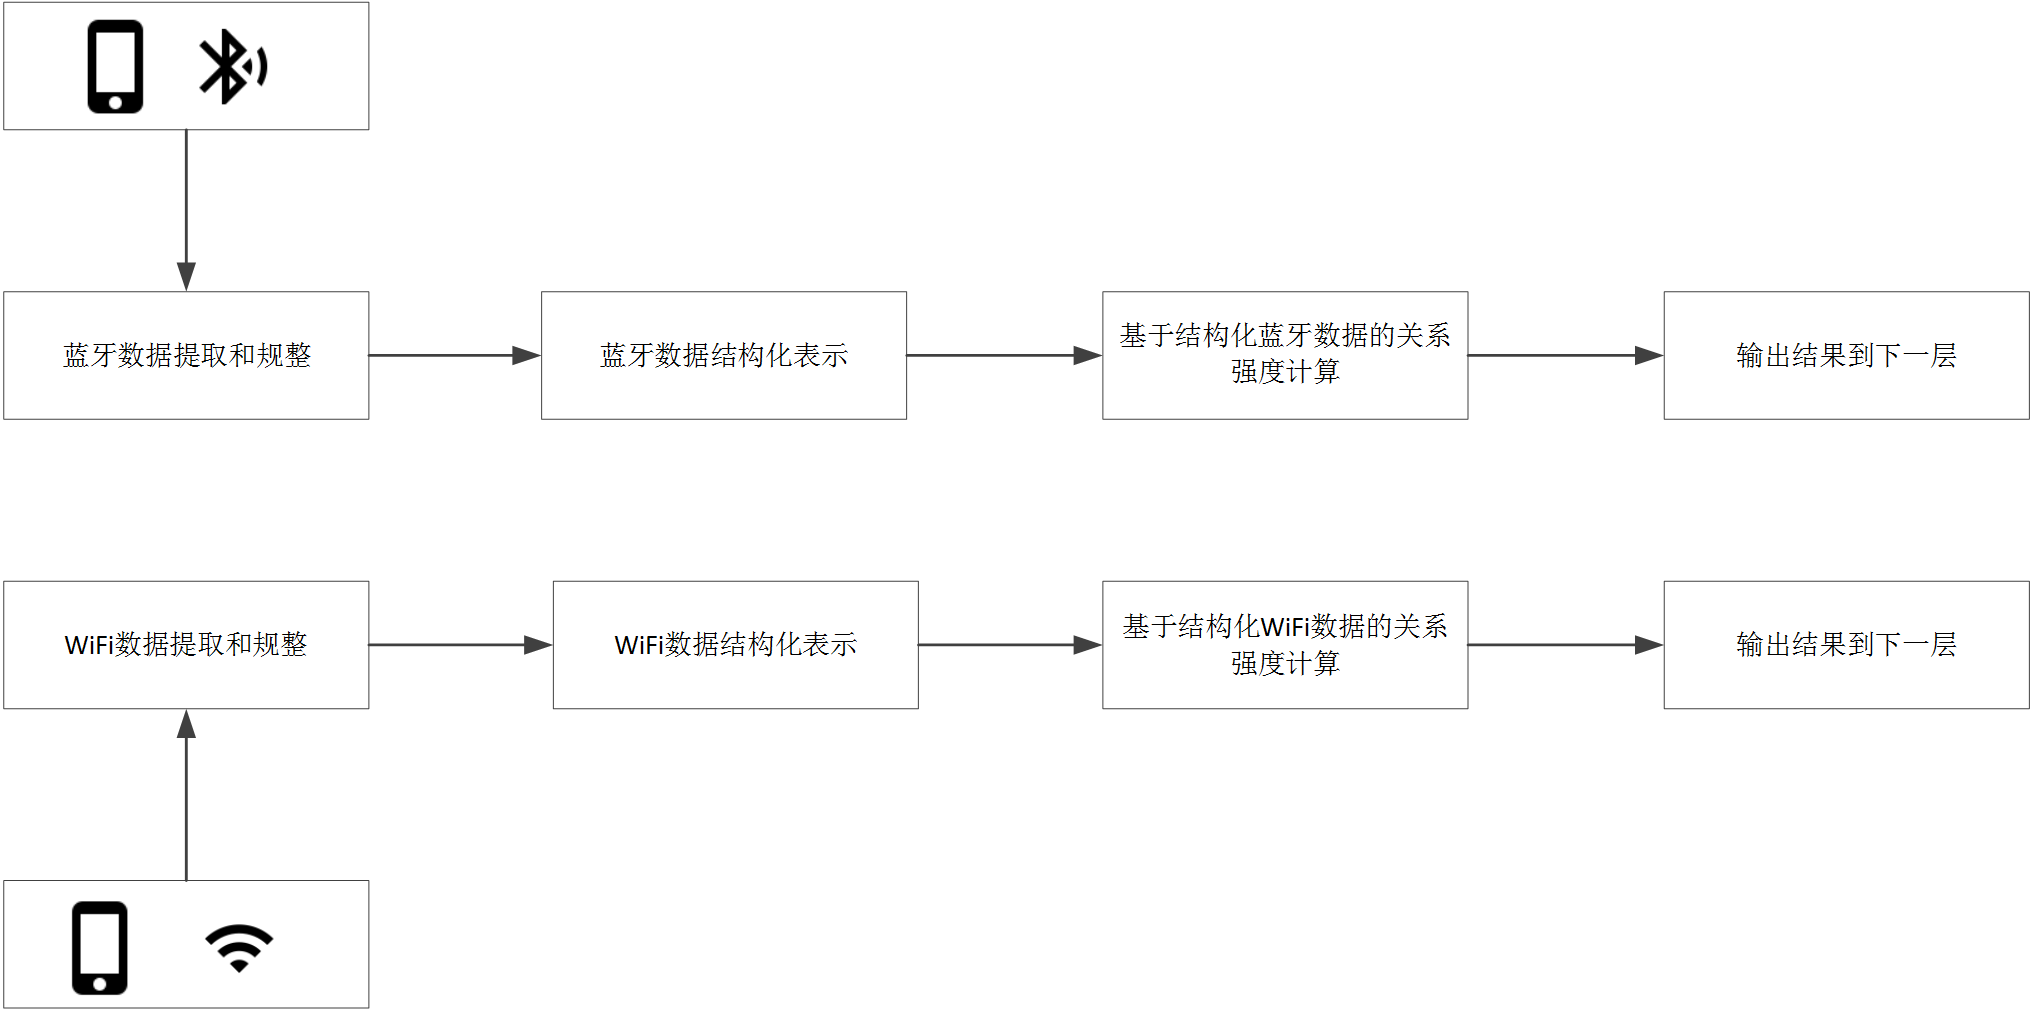 蓝牙数据提取和规整
蓝牙数据结构化表示
基于结构化蓝牙数据的关系
强度计算
输出结果到下一层
WiFi数据提取和规整
WiFi数据结构化表示
基于结构化WiFi数据的关系
强度计算
输出结果到下一层